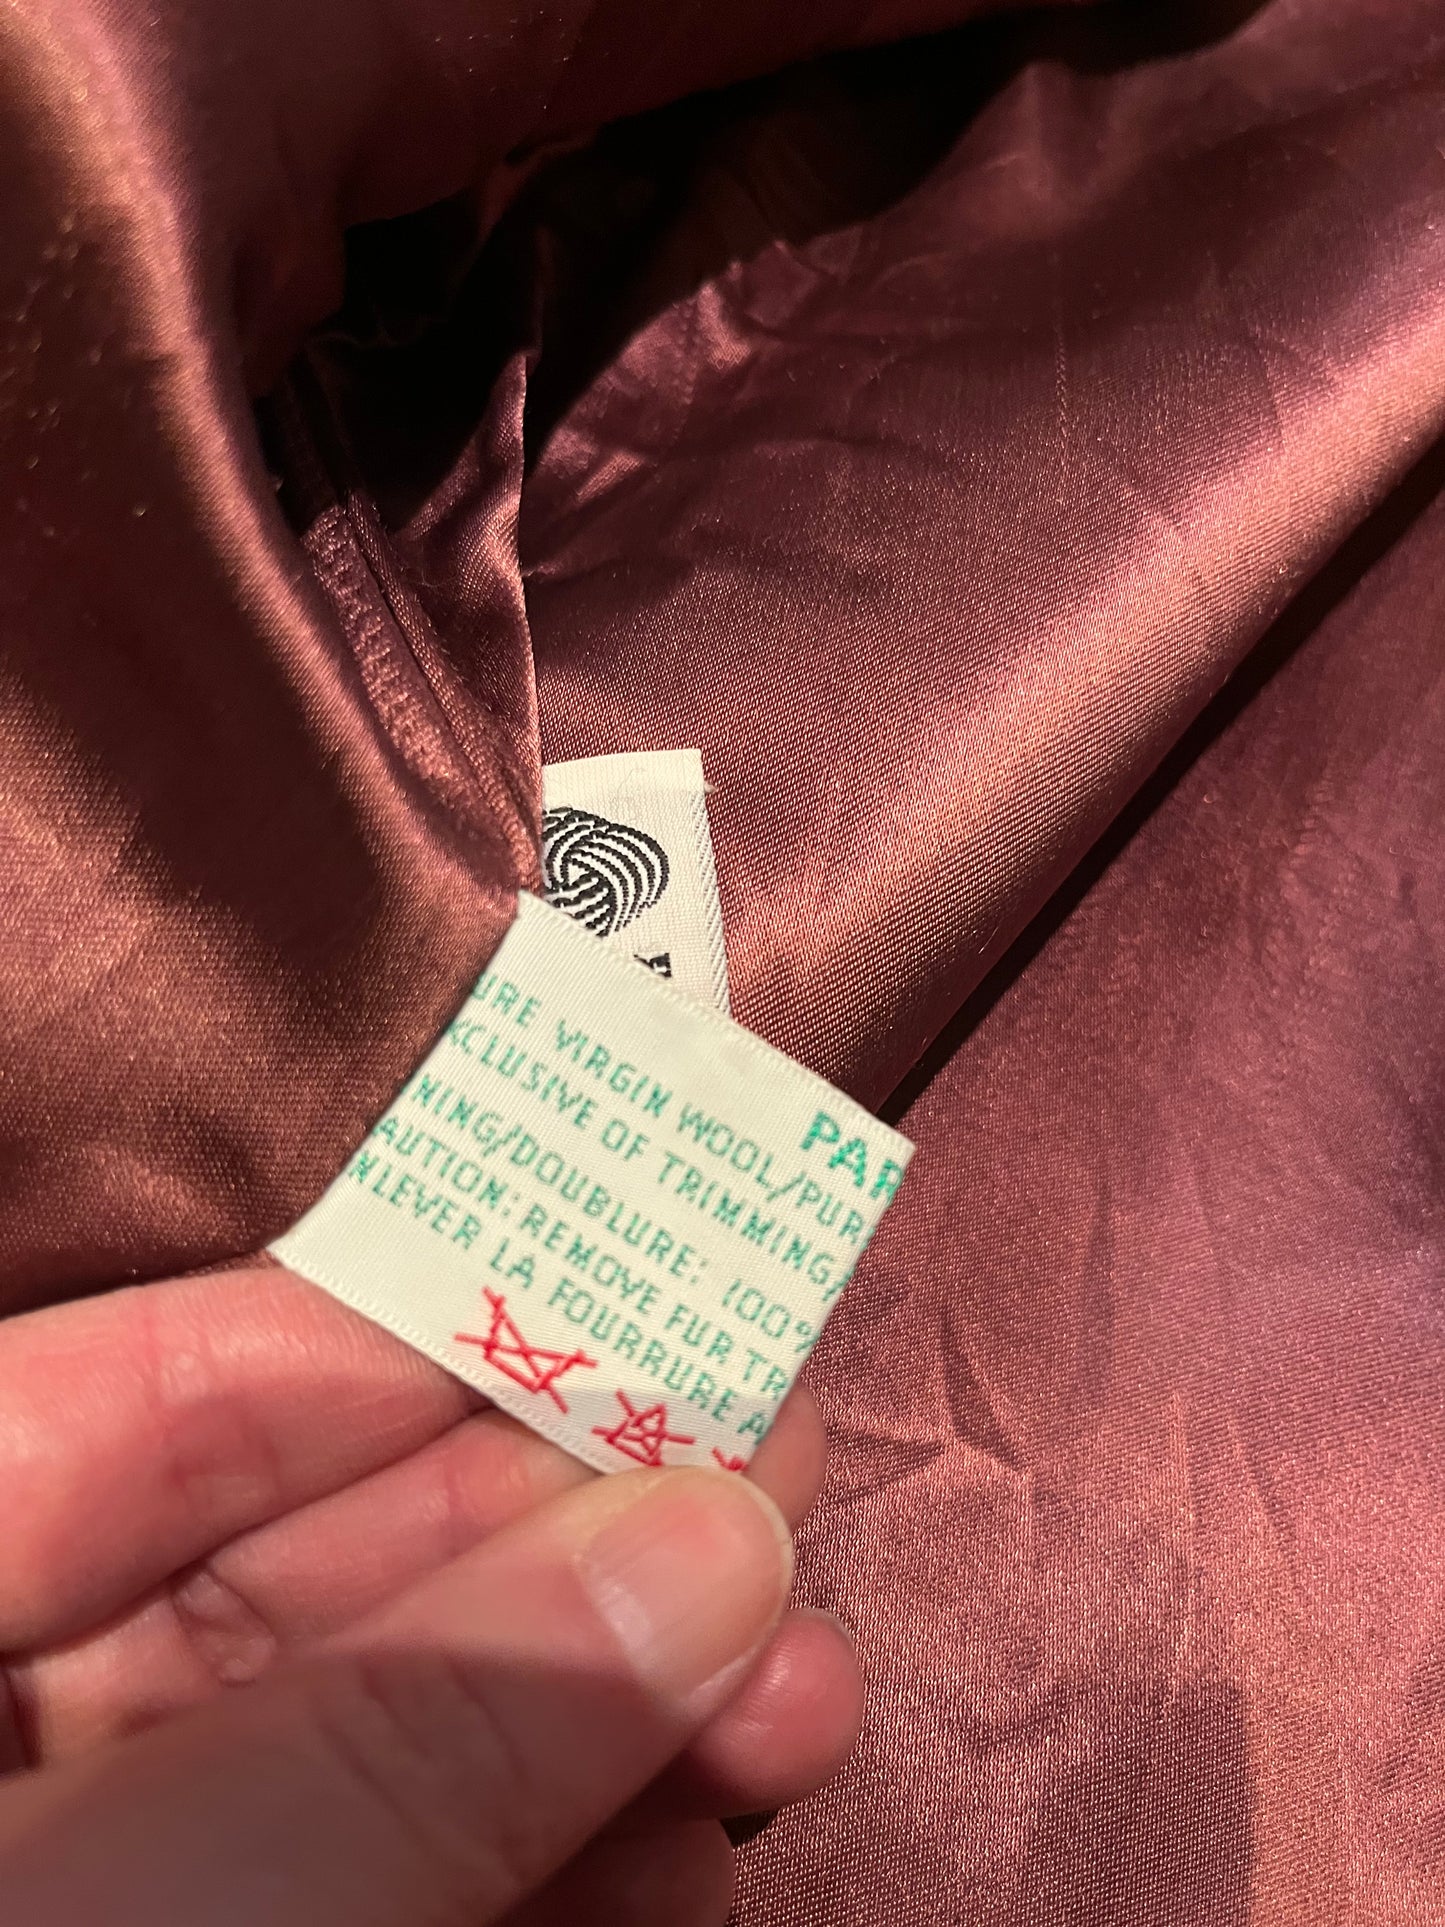 PAR
URE VIRGIN WOOL/PUR
XCLUSIVE OF TRIMMING/
NING/DOUBLURE: 100%
AUTION: REMOVE FUR TR
NLEVER LA FOURRURE A